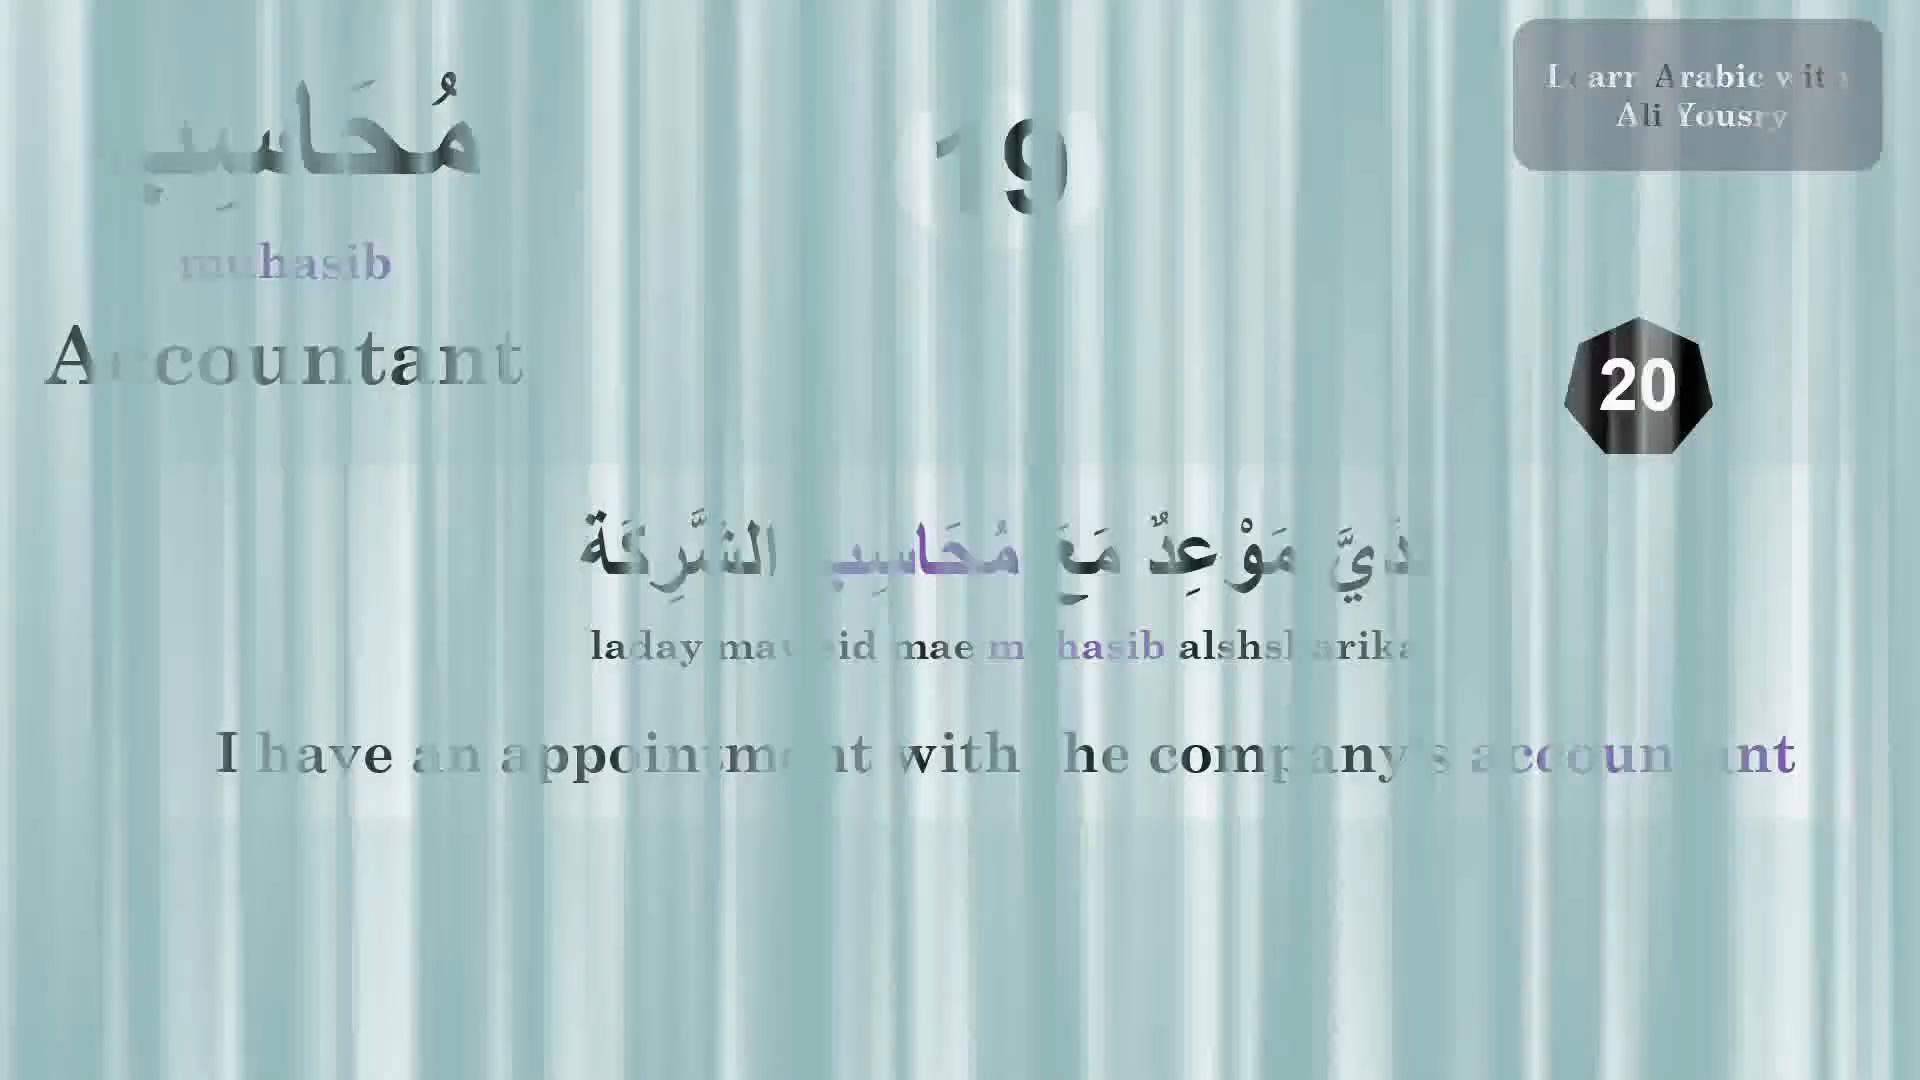 مُحَاسِب
muhasib
Accountant
19
Learn Arabic with
Ali Yousry
20
لَدَيَّ مَوْعِدٌ مَعَ مُحَاسِبِ الشَّرِكَة
laday maweid mae muhasib alshsharika
I have an appointment with the company's accountant